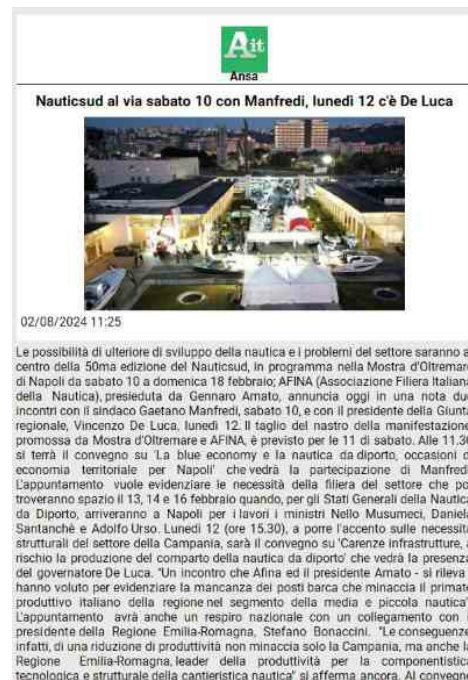 Ait
Ansa
Nauticsud al via sabato 10 con Manfredi, lunedì 12 c'è De Luca
02/08/2024 11:25
Le possibilità di ulteriore di sviluppo della nautica e i problemi del settore saranno a
centro della 50ma edizione del Nauticsud, in programma nella Mostra d'Oltremare
di Napoli da sabato 10 a domenica 18 febbraio; AFINA (Associazione Filiera Italiana
della Nautica), presieduta da Gennaro Amato, annuncia oggi in una nota due
incontri con il sindaco Gaetano Manfredi, sabato 10, e con il presidente della Giunta
regionale, Vincenzo De Luca, lunedì 12. Il taglio del nastro della manifestazione
promossa da Mostra d'Oltremare e AFINA, è previsto per le 11 di sabato. Alle 11.30
si terrà il convegno su 'La blue economy e la nautica da diporto, occasioni d
economia territoriale per Napoli' che vedrà la partecipazione di Manfred
L'appuntamento vuole evidenziare le necessità della filiera del settore che po
troveranno spazio il 13, 14 e 16 febbraio quando, per gli Stati Generali della Nautica
da Diporto, arriveranno a Napoli per i lavori i ministri Nello Musumeci, Daniela
Santanchè e Adolfo Urso. Lunedì 12 (ore 15.30), a porre l'accento sulle necessità
strutturali del settore della Campania, sarà il convegno su 'Carenze infrastrutture, a
rischio la produzione del comparto della nautica da diporto' che vedrà la presenza
del governatore De Luca. "Un incontro che Afina ed il presidente Amato - si rileva
hanno voluto per evidenziare la mancanza dei posti barca che minaccia il primato
produttivo italiano della regione nel segmento della media e piccola nautica"
L'appuntamento avrà anche un respiro nazionale con un collegamento con i
presidente della Regione Emilia-Romagna, Stefano Bonaccini. "Le conseguenze
infatti, di una riduzione di produttività non minaccia solo la Campania, ma anche la
Regione Emilia-Romagna, leader della produttività per la componentistica
tecnologica e strutturale della cantieristica nautica" si afferma ancora. Al convegno